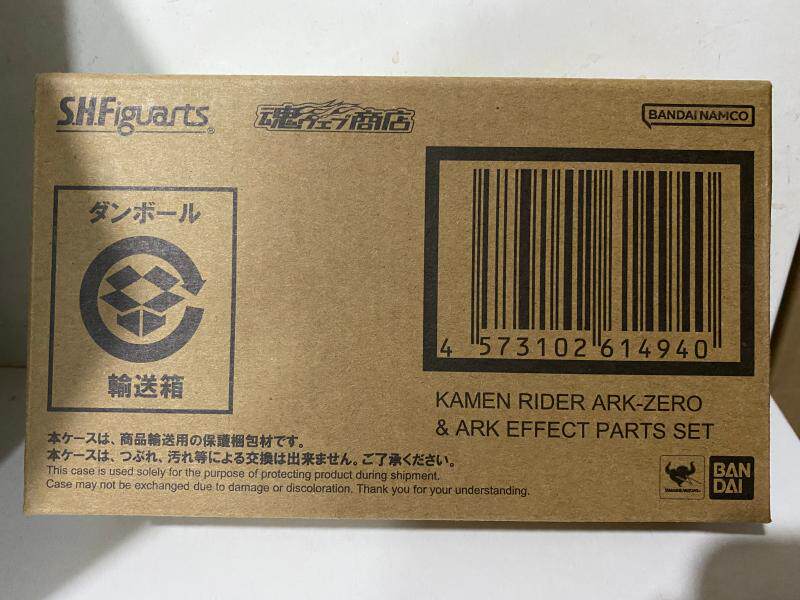 S.H.Figuarts®
魂ウェブ商店
BANDAI NAMCO
ダンボール
輸送箱
4 573102 614940
KAMEN RIDER ARK-ZERO
& ARK EFFECT PARTS SET
本ケースは、商品輸送用の保護梱包材です。
本ケースは、つぶれ、汚れ等による交換は出来ません。ご了承ください。
This case is used solely for the purpose of protecting product during shipment.
Case may not be exchanged due to damage or discoloration. Thank you for your understanding.
BAN
DAI